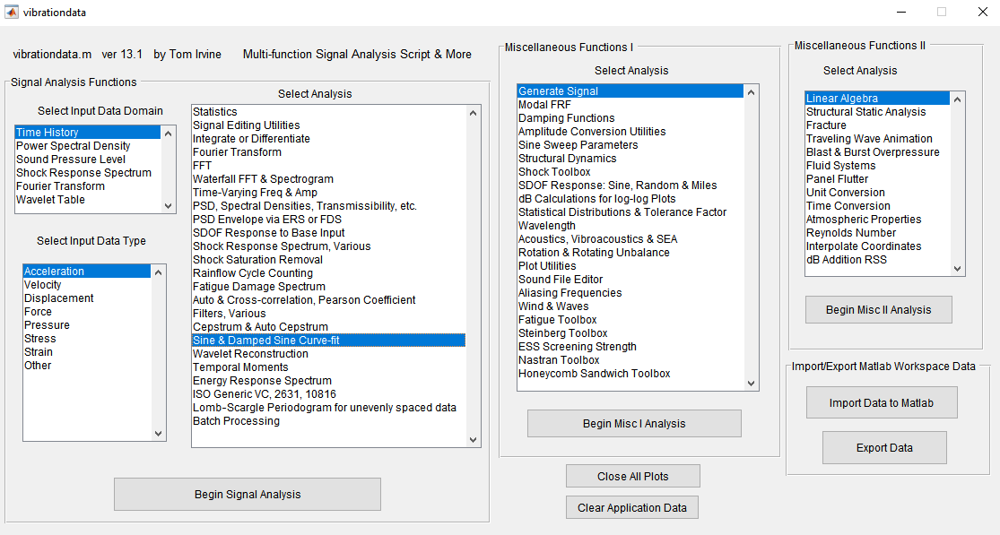 vibrationdata
vibrationdata.m ver 13.1 by Tom Irvine Multi-function Signal Analysis Script & More
Signal Analysis Functions
Select Input Data Domain
Time History
Power Spectral Density
Sound Pressure Level
Shock Response Spectrum
Fourier Transform
Wavelet Table
Select Input Data Type
Acceleration
Velocity
Displacement
Force
Pressure
Stress
Strain
Other
Select Analysis
Statistics
Signal Editing Utilities
Integrate or Differentiate
Fourier Transform
FFT
Waterfall FFT & Spectrogram
Time-Varying Freq & Amp
PSD, Spectral Densities, Transmissibility, etc.
PSD Envelope via ERS or FDS
SDOF Response to Base Input
Shock Response Spectrum, Various
Shock Saturation Removal
Rainflow Cycle Counting
Fatigue Damage Spectrum
Auto & Cross-correlation, Pearson Coefficient
Filters, Various
Cepstrum & Auto Cepstrum
Sine & Damped Sine Curve-fit
Wavelet Reconstruction
Temporal Moments
Energy Response Spectrum
ISO Generic VC, 2631, 10816
Lomb-Scargle Periodogram for unevenly spaced data
Batch Processing
Begin Signal Analysis
Miscellaneous Functions I
Select Analysis
Generate Signal
Modal FRF
Damping Functions
Amplitude Conversion Utilities
Sine Sweep Parameters
Structural Dynamics
Shock Toolbox
SDOF Response: Sine, Random & Miles
dB Calculations for log-log Plots
Statistical Distributions & Tolerance Factor
Wavelength
Acoustics, Vibroacoustics & SEA
Rotation & Rotating Unbalance
Plot Utilities
Sound File Editor
Aliasing Frequencies
Wind & Waves
Fatigue Toolbox
Steinberg Toolbox
ESS Screening Strength
Nastran Toolbox
Honeycomb Sandwich Toolbox
Begin Misc I Analysis
Close All Plots
Clear Application Data
Miscellaneous Functions II
Select Analysis
Linear Algebra
Structural Static Analysis
Fracture
Traveling Wave Animation
Blast & Burst Overpressure
Fluid Systems
Panel Flutter
Unit Conversion
Time Conversion
Atmospheric Properties
Reynolds Number
Interpolate Coordinates
dB Addition RSS
Begin Misc II Analysis
Import/Export Matlab Workspace Data
Import Data to Matlab
Export Data